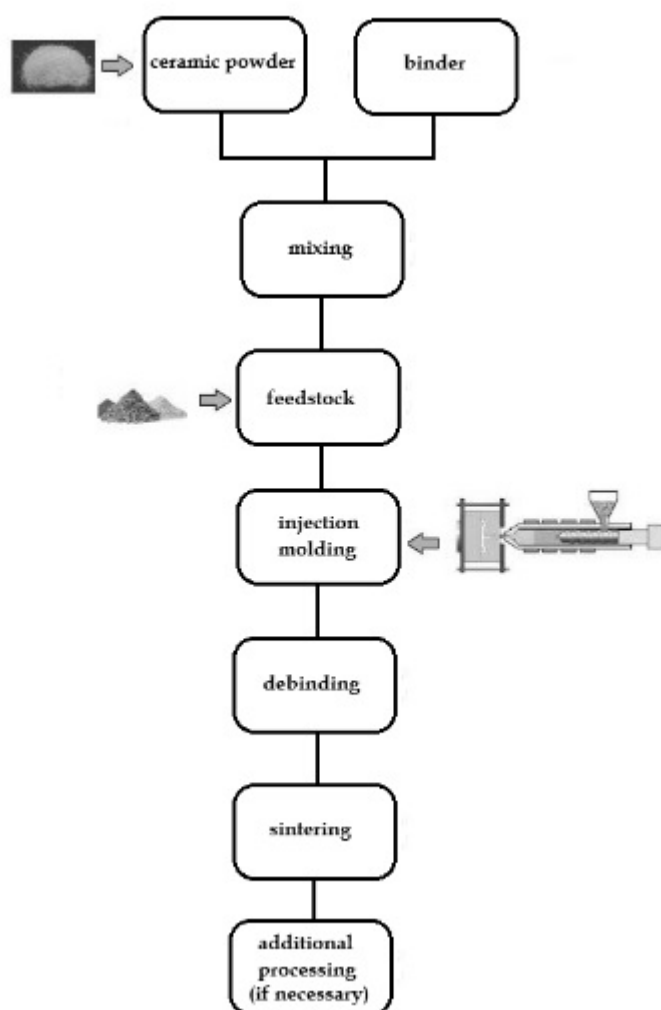 ceramic powder
binder
mixing
feedstock
injection
molding
debinding
sintering
additional
processing
(if necessary)